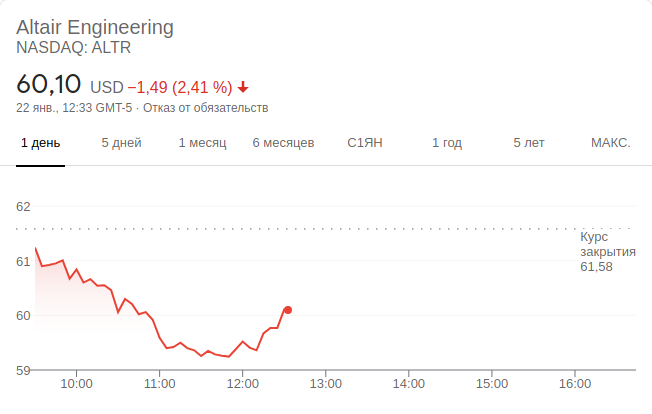 Altair Engineering
NASDAQ: ALTR
60,10 USD −1,49 (2,41 %)
22 янв., 12:33 GMT-5 · Отказ от обязательств
1 день 5 дней 1 месяц 6 месяцев С1ЯН 1 год 5 лет МАКС.
62
Курс
закрытия
61,58
61
60
59
10:00 11:00 12:00 13:00 14:00 15:00 16:00